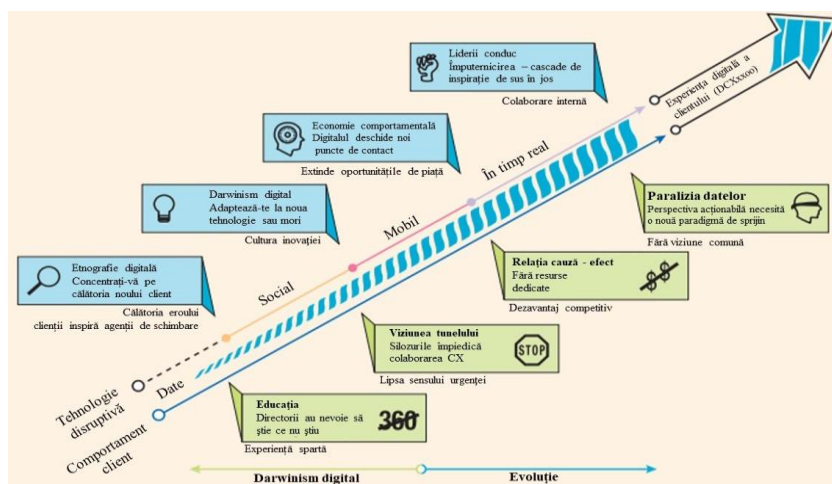 Liderii conduc
Împuternicirea – cascade de
inspirație de sus în jos
Colaborare internă
Experiența digitală a
clientului (DCXxxoo)
Economie comportamentală
Digitalul deschide noi
puncte de contact
Extinde oportunitățile de piață
În timp real
Darwinism digital
Adaptează-te la noua
tehnologie sau mori
Cultura inovației
Mobil
Paralizia datelor
Perspectiva acționabilă necesită
o nouă paradigmă de sprijin
Fără viziune comună
Etnografie digitală
Concentrați-vă pe
călătoria noului client
Călătoria eroului
clienții inspiră agenții de schimbare
Social
Relația cauză - efect
Fără resurse
dedicate
Dezavantaj competitiv
Viziunea tunelului
Silozurile împiedică
colaborarea CX
STOP
Lipsa sensului urgenței
Date
Tehnologie
disruptivă
Comportament
client
Educația
Directorii au nevoie să
știe ce nu știu
360
Experiență spartă
Darwinism digital
Evoluție